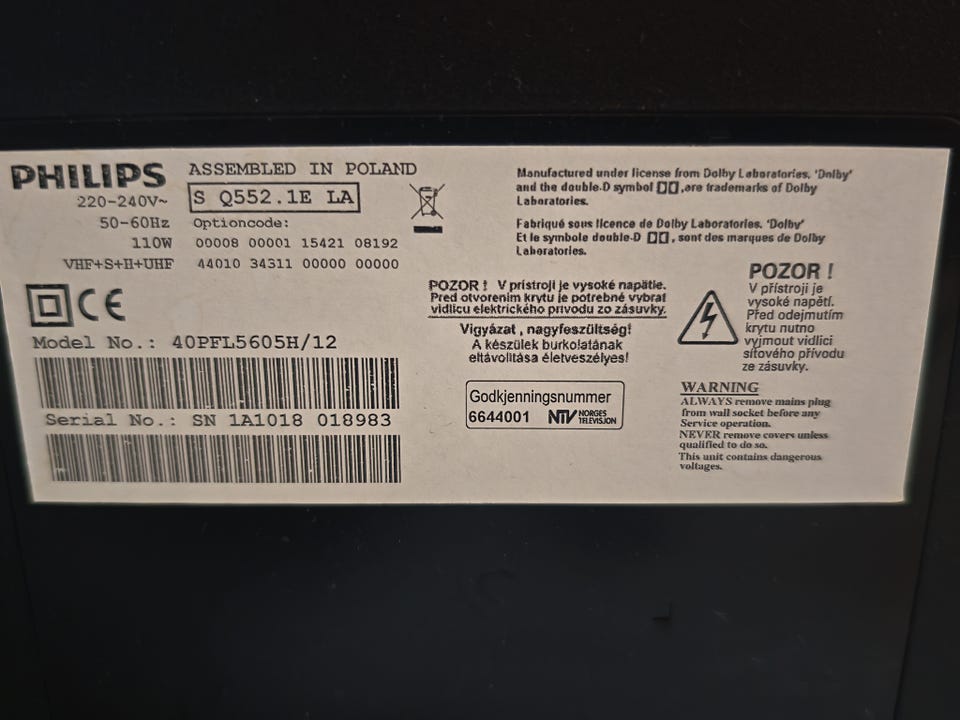 PHILIPS
220-240V~
50-60Hz
110W
VHF+S+H+UHF
CE
ASSEMBLED IN POLAND
S Q552.1E LA
Optioncode:
00008 00001 15421 08192
44010 34311 00000 00000
Model No.: 40PFL5605H/12
Serial No.: SN 1A1018 018983
Manufactured under license from Dolby Laboratories. 'Dolby'
and the double-D symbol ,are trademarks of Dolby
Laboratories.
Fabriqué sous licence de Dolby Laboratories. 'Dolby'
Et le symbole double-D , sont des marques de Dolby
Laboratories.
POZOR ! V prístroji je vysoké napätie.
Pred otvorením krytu je potrebné vybrat
vidlicu elektrického prívodu zo zásuvky.
Vigyázat , nagyfeszültség!
A készülek burkolatának
eltávolítása életveszélyes!
Godkjenningsnummer
6644001 NTV NORGES
TELEVISJON
POZOR !
V přístroji je
vysoké napětí.
Před odejmutím
krytu nutno
vyjmout vidlici
síťového přívodu
ze zásuvky.
WARNING
ALWAYS remove mains plug
from wall socket before any
Service operation.
NEVER remove covers unless
qualified to do so.
This unit contains dangerous
voltages.